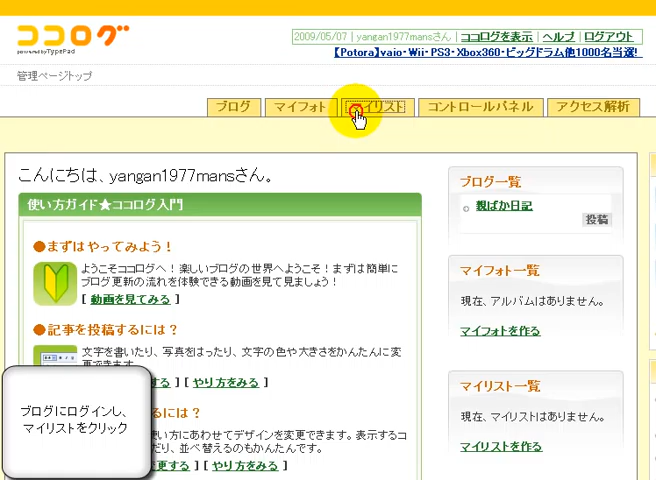 ココログ
powered by TypePad
2009/05/07 | yangan1977mansさん | ココログを表示 | ヘルプ | ログアウト
【Potora】vaio・Wii・PS3・Xbox360・ビッグドラム他1000名当選!
管理ページトップ
ブログ
マイフォト
マイリスト
コントロールパネル
アクセス解析
こんにちは、yangan1977mansさん。
使い方ガイド★ココログ入門
●まずはやってみよう！
ようこそココログへ！楽しいブログの世界へようこそ！まずは簡単に
ブログ更新の流れを体験できる動画を見て見ましょう！
[ 動画を見てみる ]
●記事を投稿するには？
文字を書いたり、写真をはったり、文字の色や大きさをかんたんに変
更できます。
する ] [ やり方をみる ]
るには？
使い方にあわせてデザインを変更できます。表示するコ
だり、並べ替えるのもかんたんです。
更する ] [ やり方をみる ]
ブログにログインし、
マイリストをクリック
ブログ一覧
親ばか日記
投稿
マイフォト一覧
現在、アルバムはありません。
マイフォトを作る
マイリスト一覧
現在、マイリストはありません。
マイリストを作る